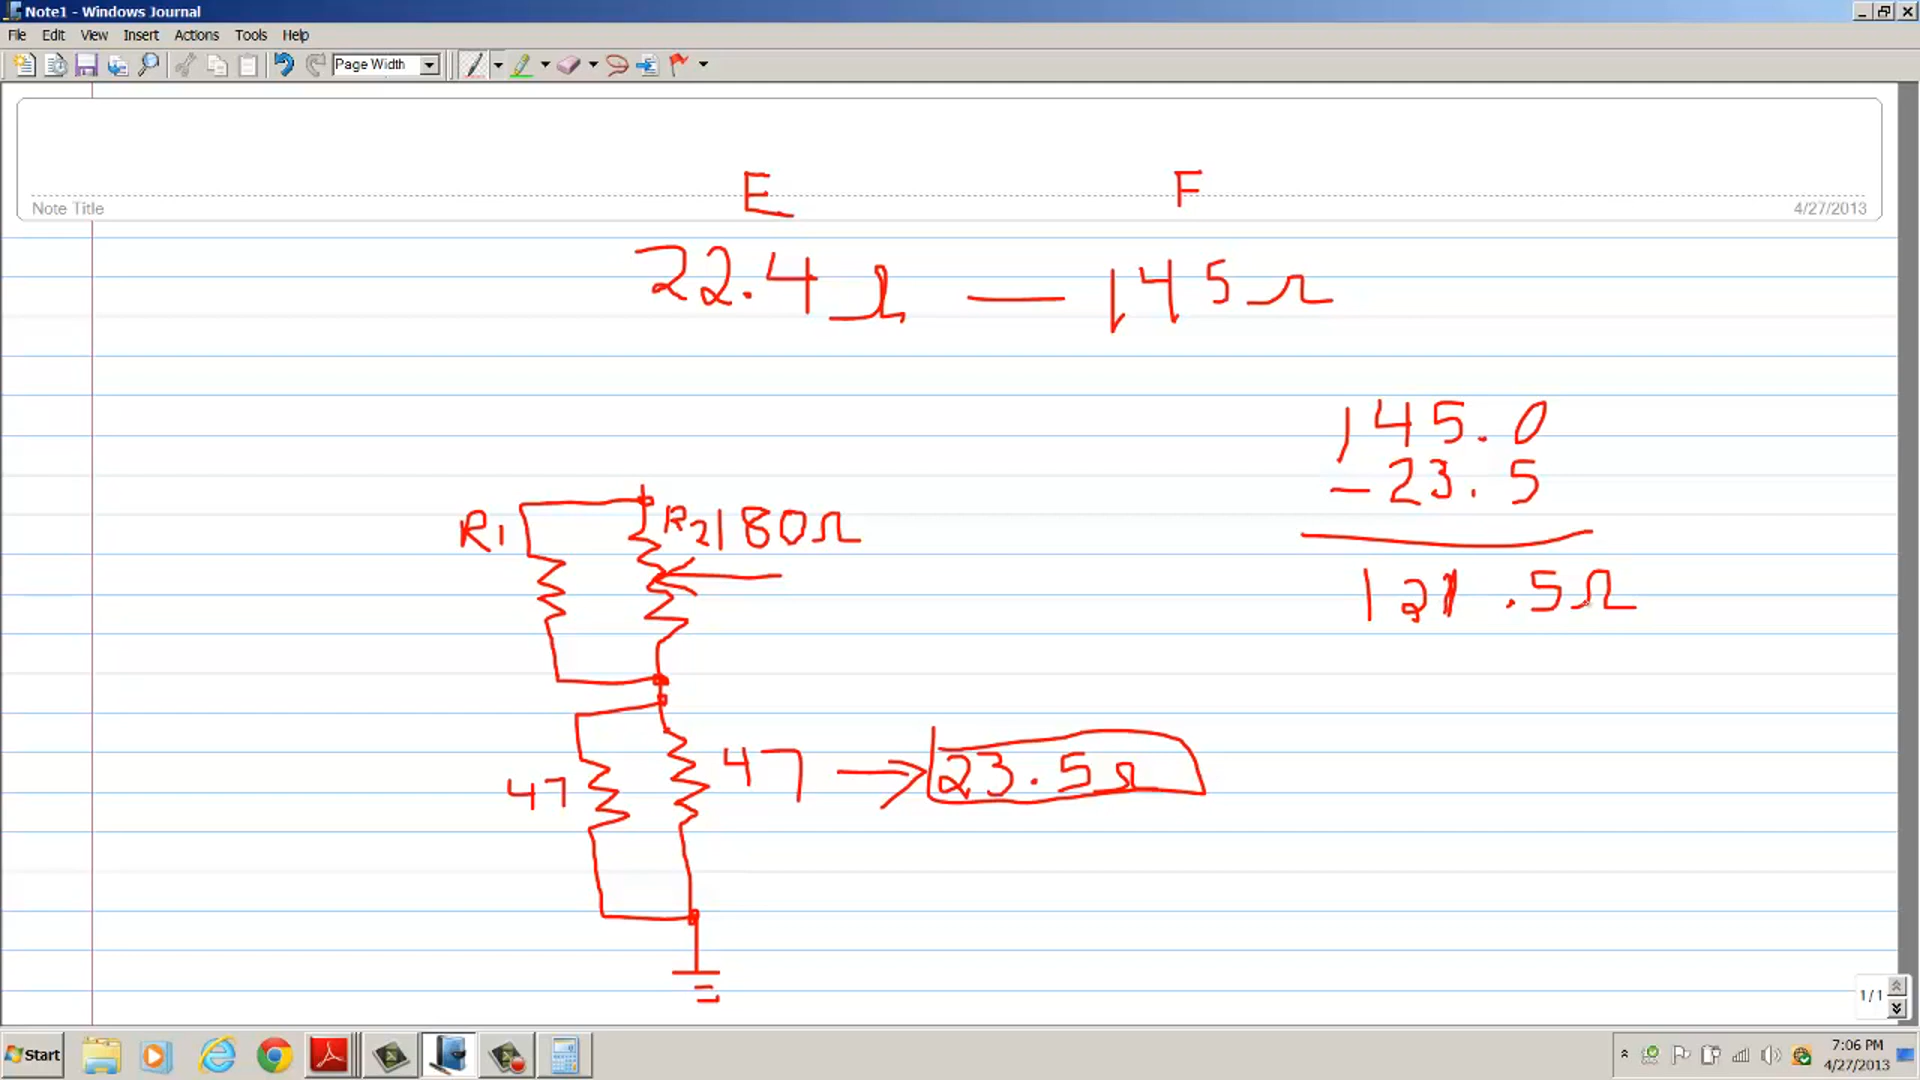 Note1 - Windows Journal
File Edit View Insert Actions Tools Help
Page Width
E F
Note Title 4/27/2013
22.4 Ω — 145Ω
145.0
- 23.5
121.5Ω
R1 R2 180Ω
47 47 → 23.5Ω
1/1
Start
7:06 PM
4/27/2013